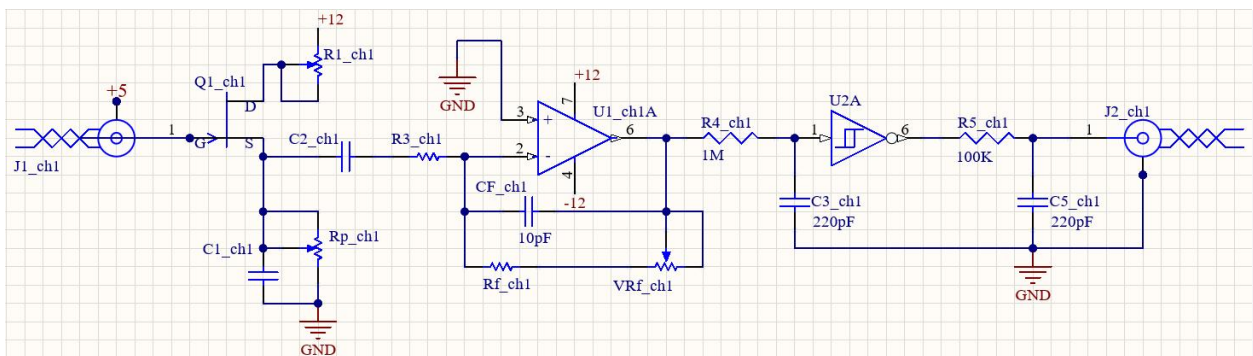 +12
R1_ch1
Q1_ch1
D
+5
1
G
S
J1_ch1
C2_ch1
R3_ch1
GND
+12
7
U1_ch1A
3
+
6
2
-
4
-12
CF_ch1
10pF
C1_ch1
Rp_ch1
GND
Rf_ch1
VRf_ch1
R4_ch1
1M
U2A
1
6
R5_ch1
100K
1
J2_ch1
C3_ch1
220pF
C5_ch1
220pF
GND